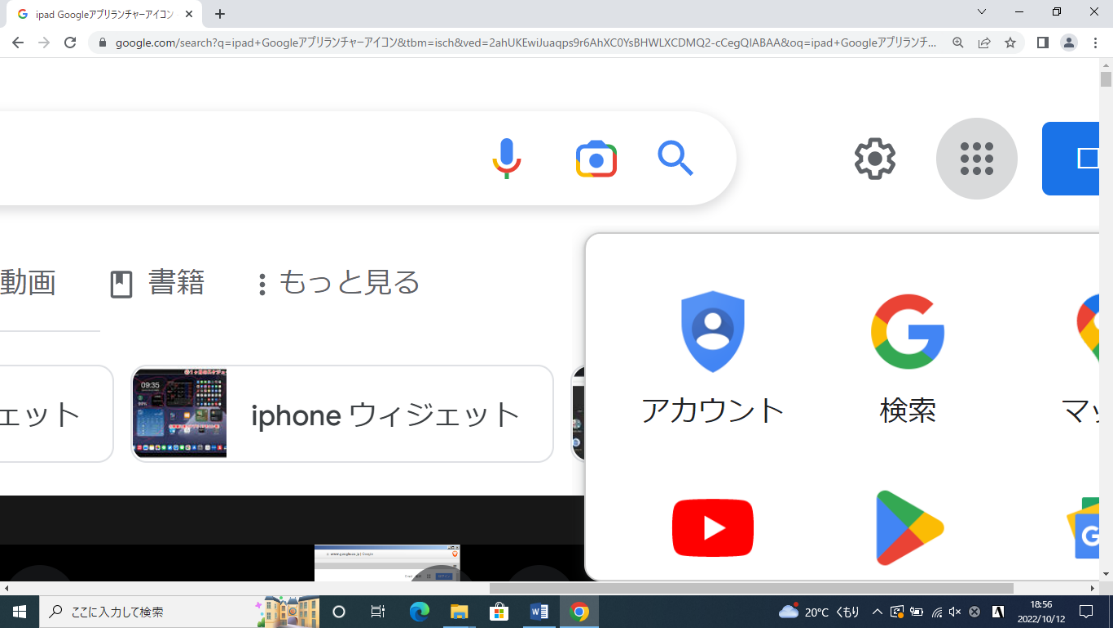 ipad Googleアプリランチャーアイコン
google.com/search?q=ipad+Googleアプリランチャーアイコン&tbm=isch&ved=2ahUKEwiJuaqps9r6AhXC0YsBHWLXCDMQ2-cCegQIABAA&oq=ipad+Googleアプリランチ...
動画
書籍
もっと見る
アカウント
検索
マッ
ェット
09:35
iphone ウィジェット
ここに入力して検索
20°C くもり
A
18:56
2022/10/12